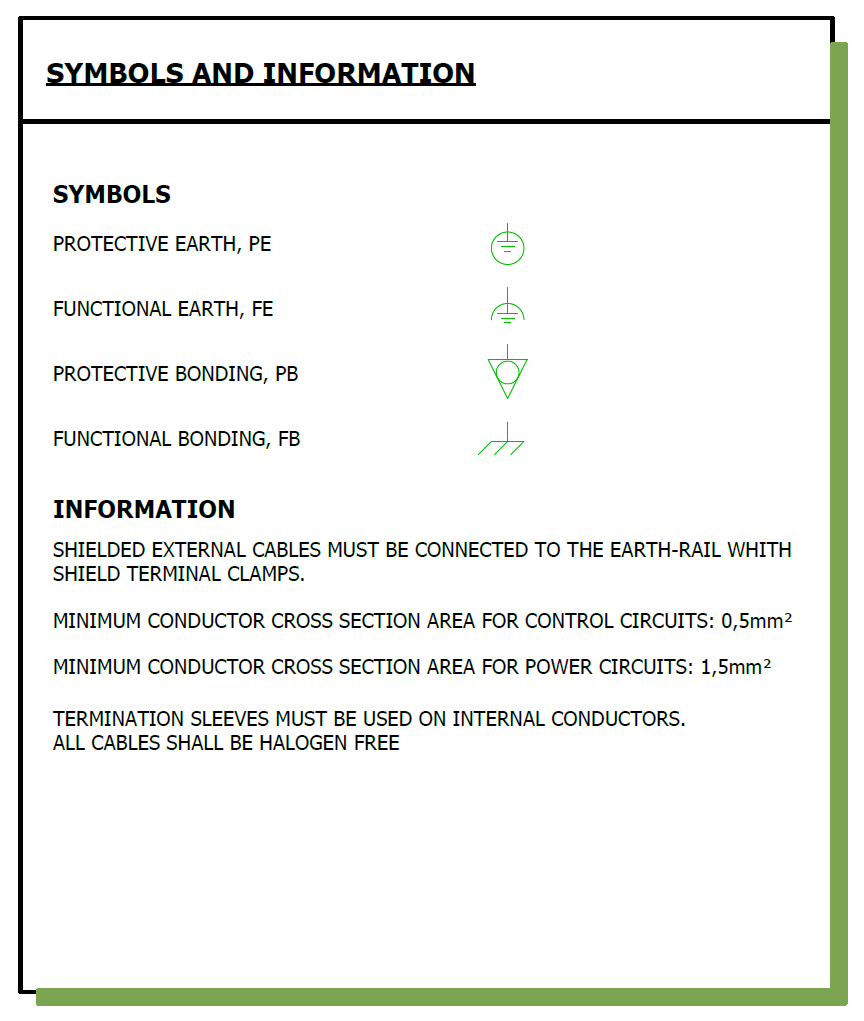 SYMBOLS AND INFORMATION
SYMBOLS
PROTECTIVE EARTH, PE
FUNCTIONAL EARTH, FE
PROTECTIVE BONDING, PB
FUNCTIONAL BONDING, FB
INFORMATION
SHIELDED EXTERNAL CABLES MUST BE CONNECTED TO THE EARTH-RAIL WHITH
SHIELD TERMINAL CLAMPS.
MINIMUM CONDUCTOR CROSS SECTION AREA FOR CONTROL CIRCUITS: 0,5mm²
MINIMUM CONDUCTOR CROSS SECTION AREA FOR POWER CIRCUITS: 1,5mm²
TERMINATION SLEEVES MUST BE USED ON INTERNAL CONDUCTORS.
ALL CABLES SHALL BE HALOGEN FREE